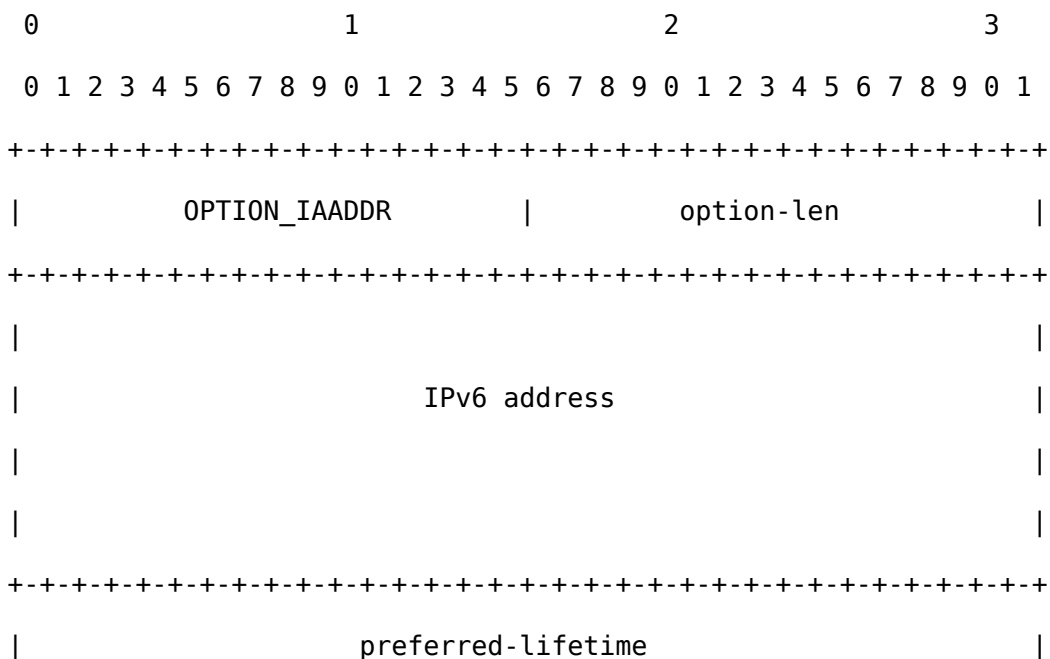 0                   1                   2                   3
 0 1 2 3 4 5 6 7 8 9 0 1 2 3 4 5 6 7 8 9 0 1 2 3 4 5 6 7 8 9 0 1
+-+-+-+-+-+-+-+-+-+-+-+-+-+-+-+-+-+-+-+-+-+-+-+-+-+-+-+-+-+-+-+-+
|          OPTION_IAADDR        |          option-len           |
+-+-+-+-+-+-+-+-+-+-+-+-+-+-+-+-+-+-+-+-+-+-+-+-+-+-+-+-+-+-+-+-+
|                                                               |
|                         IPv6 address                          |
|                                                               |
|                                                               |
+-+-+-+-+-+-+-+-+-+-+-+-+-+-+-+-+-+-+-+-+-+-+-+-+-+-+-+-+-+-+-+-+
|                     preferred-lifetime                        |